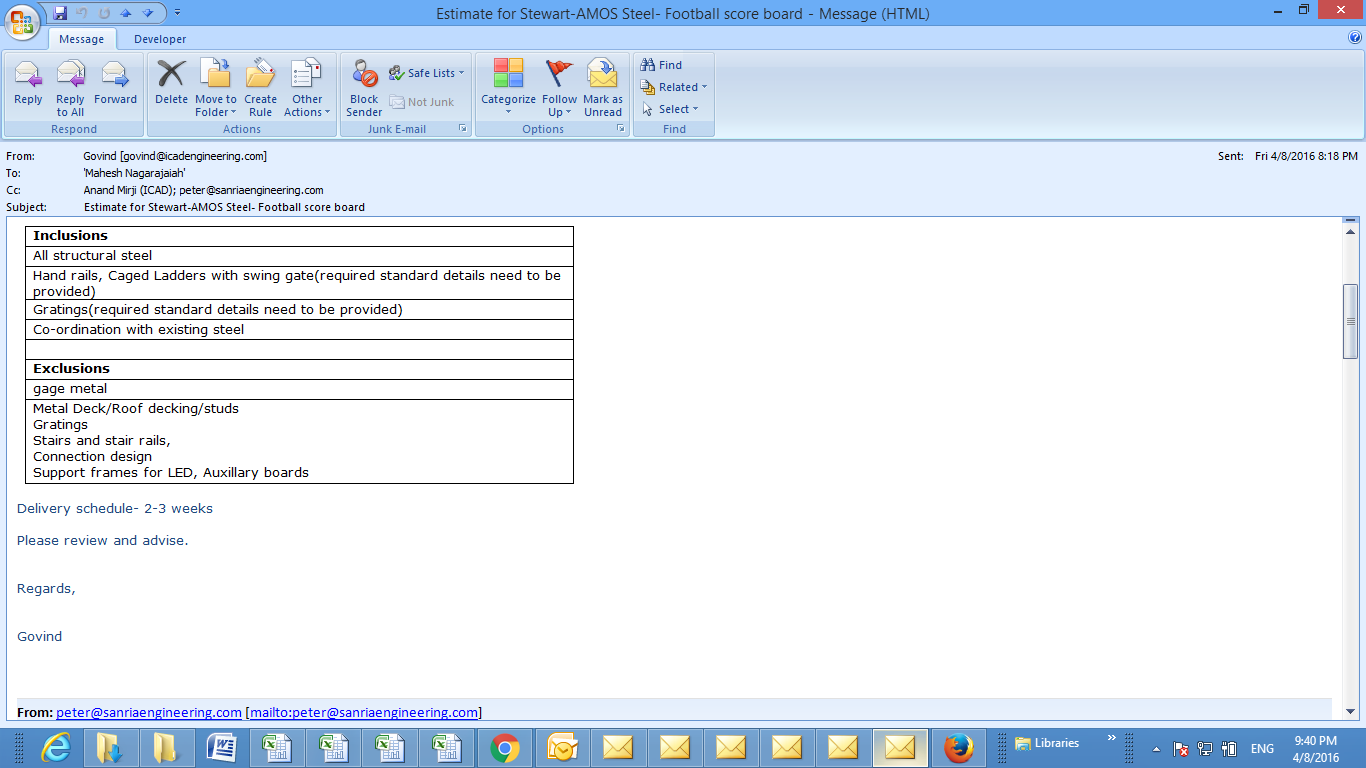 Estimate for Stewart-AMOS Steel- Football score board - Message (HTML)
Message Developer
Reply
Reply to All
Forward
Respond
Delete
Move to Folder
Create Rule
Other Actions
Actions
Block Sender
Safe Lists
Not Junk
Junk E-mail
Categorize
Follow Up
Mark as Unread
Options
Find
Related
Select
Find
From: Govind [govind@icadengineering.com] Sent: Fri 4/8/2016 8:18 PM
To: 'Mahesh Nagarajaiah'
Cc: Anand Mirji (ICAD); peter@sanriaengineering.com
Subject: Estimate for Stewart-AMOS Steel- Football score board
Inclusions
All structural steel
Hand rails, Caged Ladders with swing gate(required standard details need to be
provided)
Gratings(required standard details need to be provided)
Co-ordination with existing steel
Exclusions
gage metal
Metal Deck/Roof decking/studs
Gratings
Stairs and stair rails,
Connection design
Support frames for LED, Auxillary boards
Delivery schedule- 2-3 weeks
Please review and advise.
Regards,
Govind
From: peter@sanriaengineering.com [mailto:peter@sanriaengineering.com]
Libraries
ENG
9:40 PM
4/8/2016